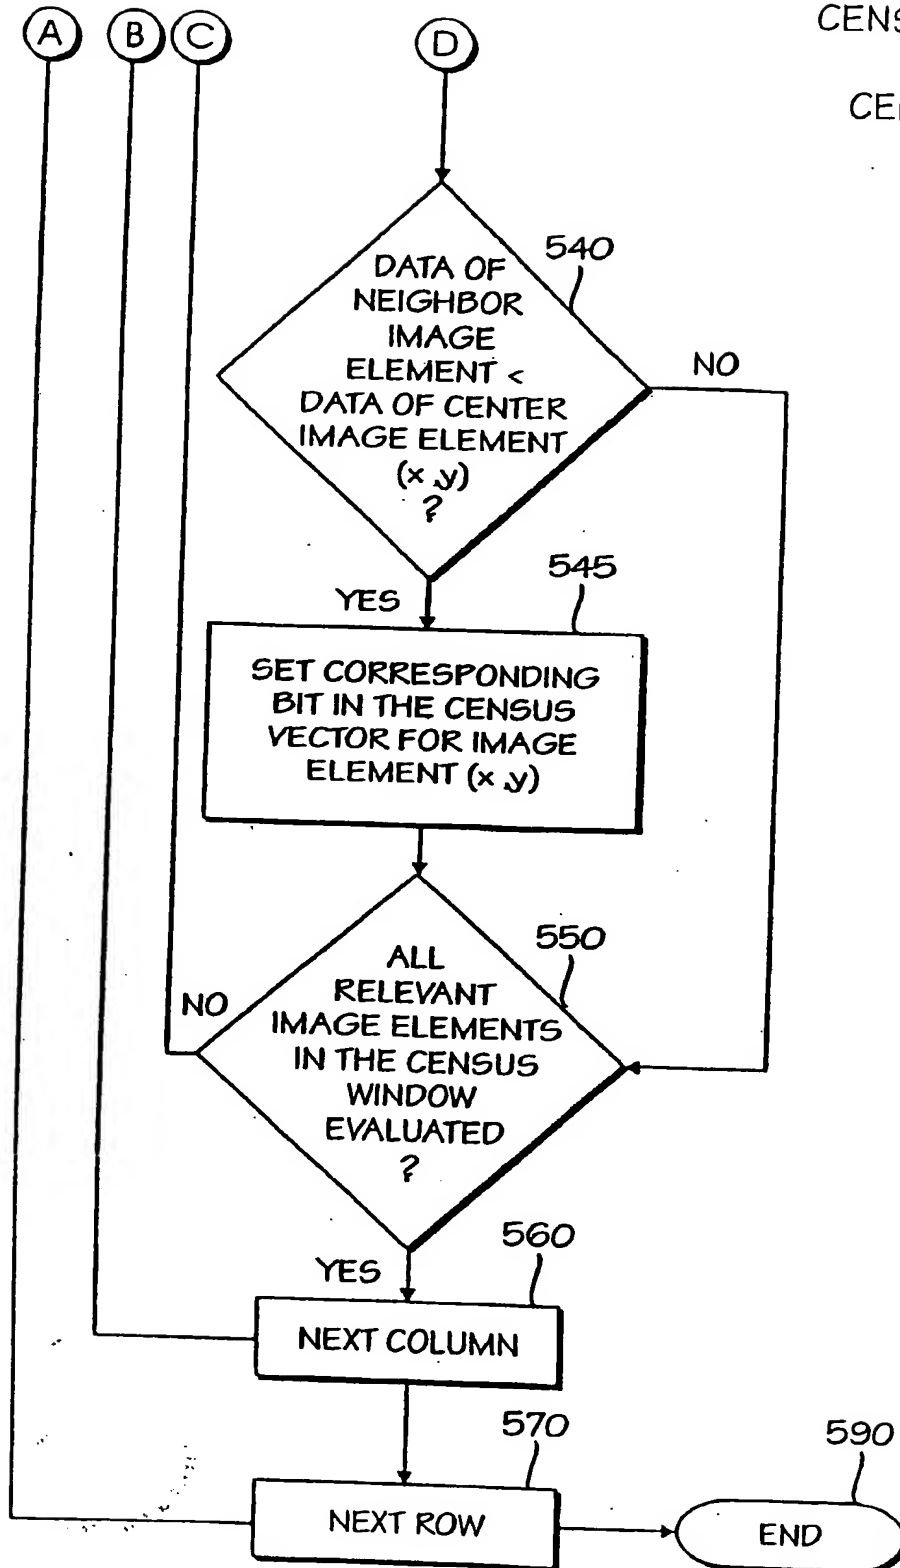 A B C D
CENS
CE
540
DATA OF
NEIGHBOR
IMAGE
ELEMENT <
DATA OF CENTER
IMAGE ELEMENT
(x,y)
?
NO
YES
545
SET CORRESPONDING
BIT IN THE CENSUS
VECTOR FOR IMAGE
ELEMENT (x,y)
550
ALL
RELEVANT
IMAGE ELEMENTS
IN THE CENSUS
WINDOW
EVALUATED
?
NO
YES
560
NEXT COLUMN
570
NEXT ROW
590
END